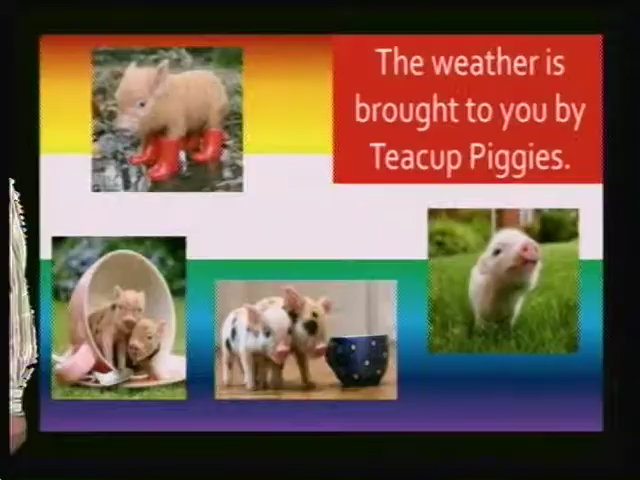 The weather is
brought to you by
Teacup Piggies.